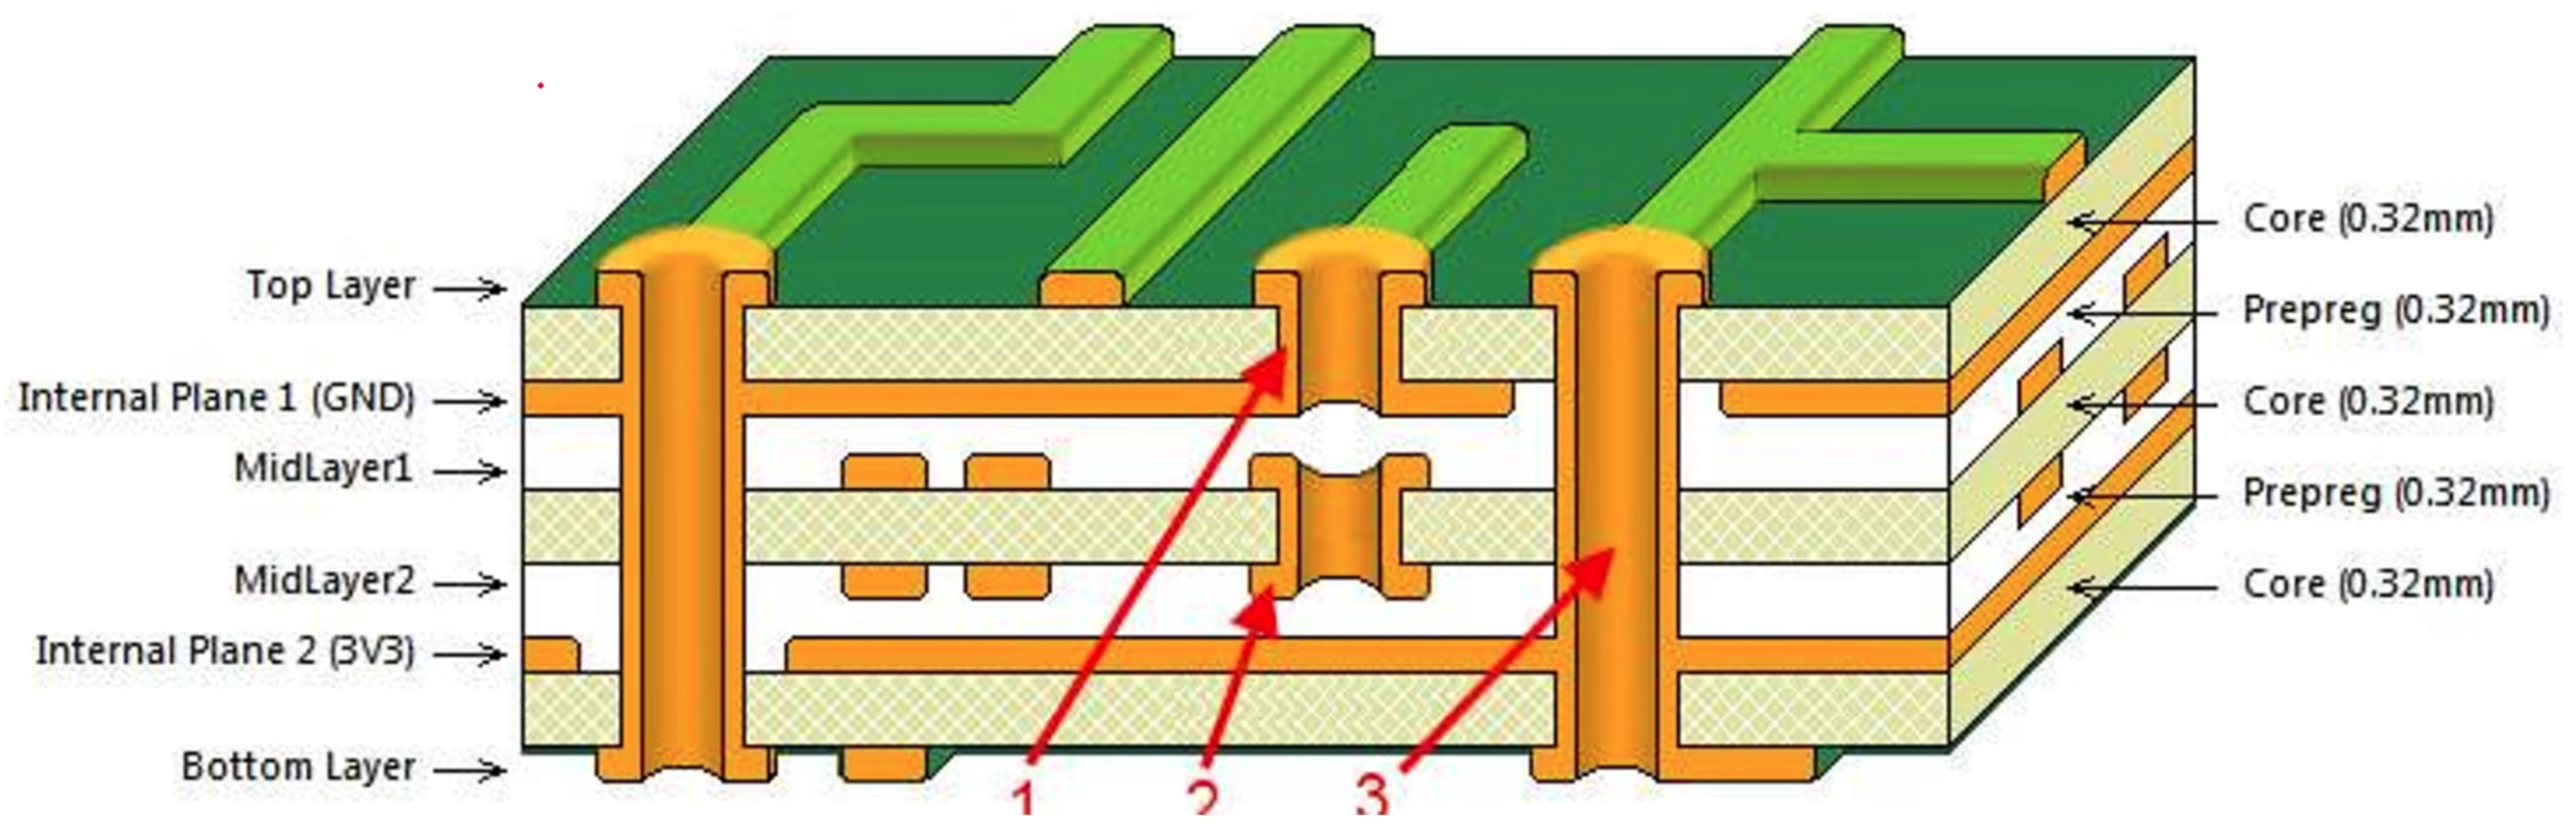 Top Layer
Internal Plane 1 (GND)
MidLayer1
MidLayer2
Internal Plane 2 (3V3)
Bottom Layer
Core (0.32mm)
Prepreg (0.32mm)
Core (0.32mm)
Prepreg (0.32mm)
Core (0.32mm)
1 2 3